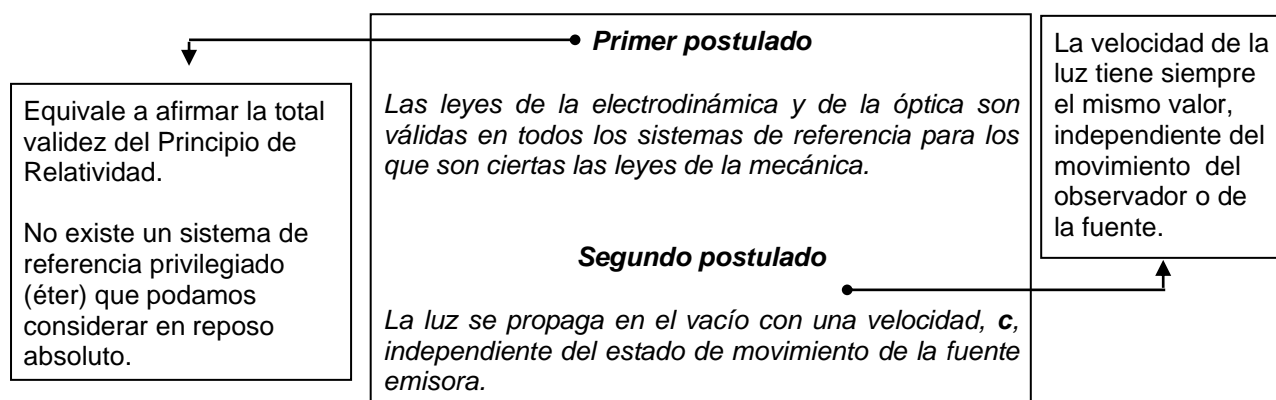 Primer postulado
Las leyes de la electrodinámica y de la óptica son
válidas en todos los sistemas de referencia para los
que son ciertas las leyes de la mecánica.
Segundo postulado
La luz se propaga en el vacío con una velocidad, c,
independiente del estado de movimiento de la fuente
emisora.
Equivale a afirmar la total
validez del Principio de
Relatividad.
No existe un sistema de
referencia privilegiado
(éter) que podamos
considerar en reposo
absoluto.
La velocidad de la
luz tiene siempre
el mismo valor,
independiente del
movimiento del
observador o de
la fuente.